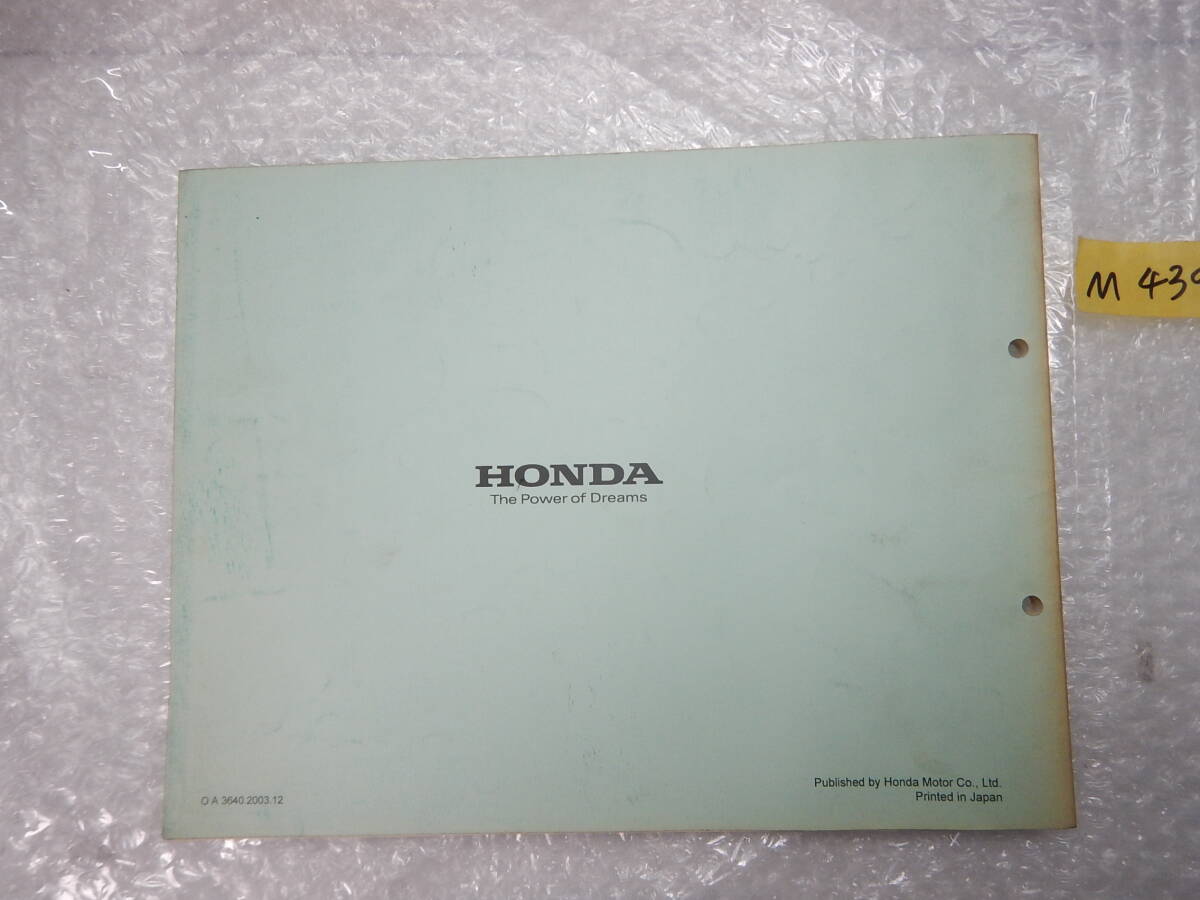 M 43
HONDA
The Power of Dreams
Published by Honda Motor Co., Ltd.
O A 3640.2003.12
Printed in Japan